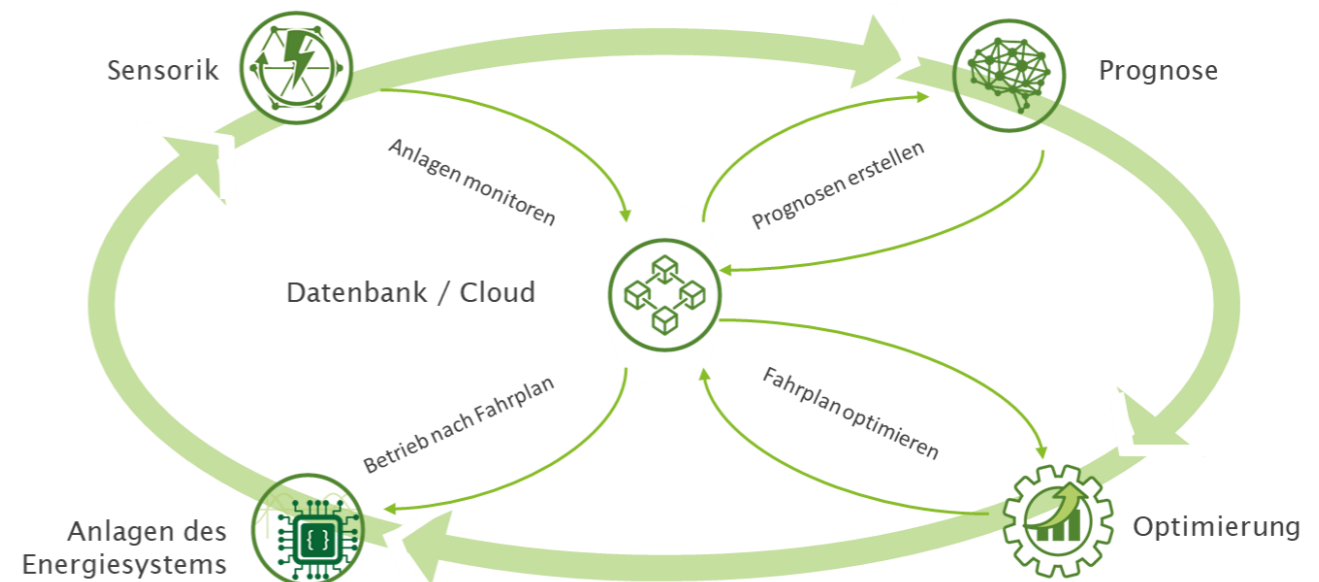 Sensorik
Prognose
Anlagen monitoren
Prognosen erstellen
Datenbank / Cloud
Betrieb nach Fahrplan
Fahrplan optimieren
Anlagen des
Energiesystems
Optimierung
{ }